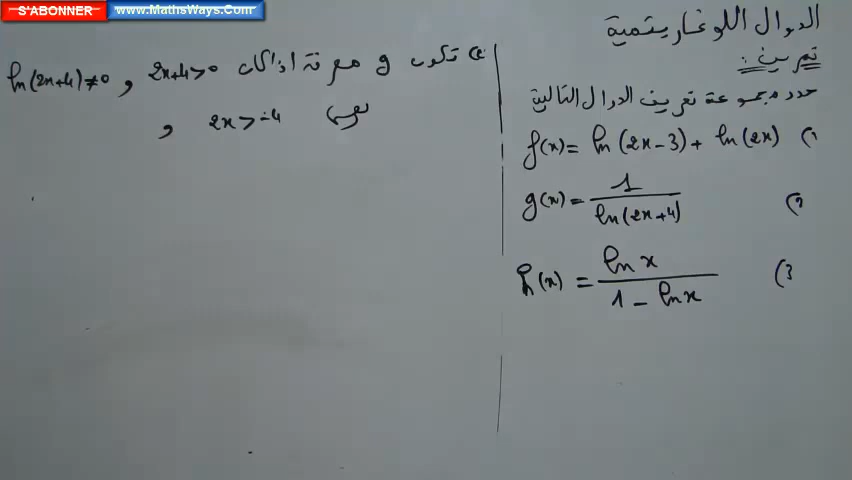 S'ABONNER
www.MathsWays.Com
الدوال اللوغاريتمية
تمرين:
حدد مجموعة تعريف الدوال التالية
1) f(x) = ln(2x-3) + ln(2x)
2) g(x) = 1/ln(2x+4)
3) h(x) = ln x/1 - ln x
2) تكون g معرفة اذا كان 2x+4>0 و ln(2x+4)≠0
يعني 2x>-4 و